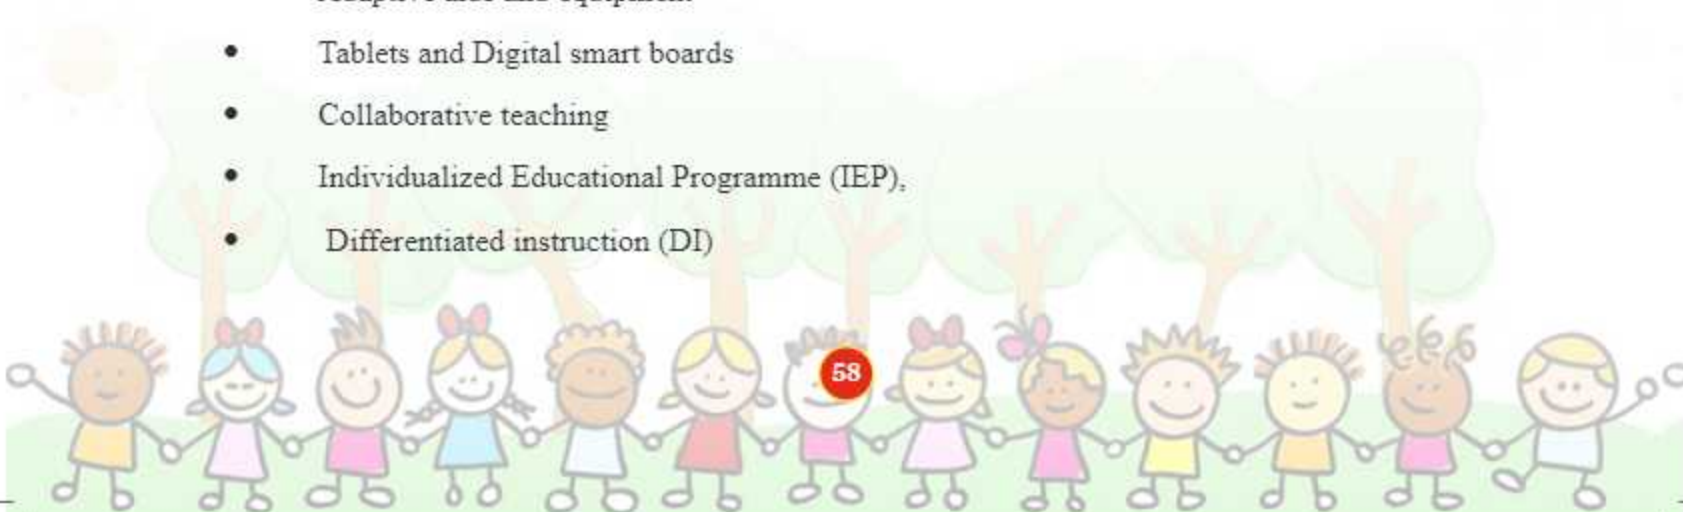 • Tablets and Digital smart boards
• Collaborative teaching
• Individualized Educational Programme (IEP),
• Differentiated instruction (DI)
58